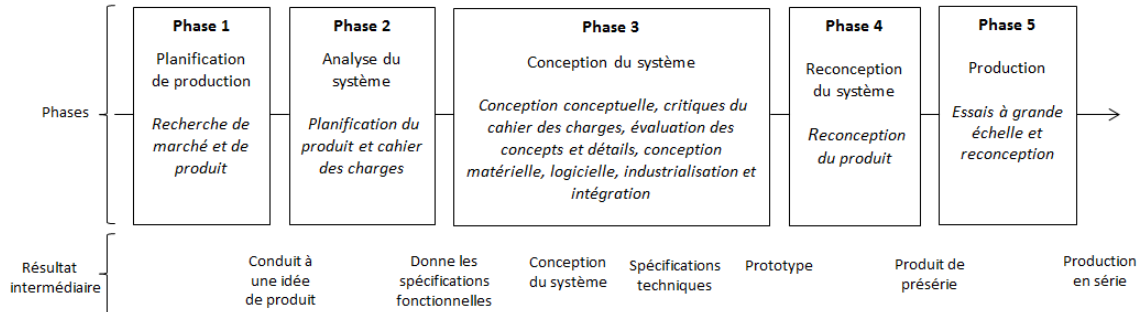 Phase 1
Planification
de production
Recherche de
marché et de
produit
Phase 2
Analyse du
système
Planification du
produit et cahier
des charges
Phase 3
Conception du système
Conception conceptuelle, critiques du
cahier des charges, évaluation des
concepts et détails, conception
matérielle, logicielle, industrialisation et
intégration
Phase 4
Reconception
du système
Reconception
du produit
Phase 5
Production
Essais à grande
échelle et
reconception
Phases
Résultat
intermédiaire
Conduit à
une idée
de produit
Donne les
spécifications
fonctionnelles
Conception
du système
Spécifications
techniques
Prototype
Produit de
présérie
Production
en série